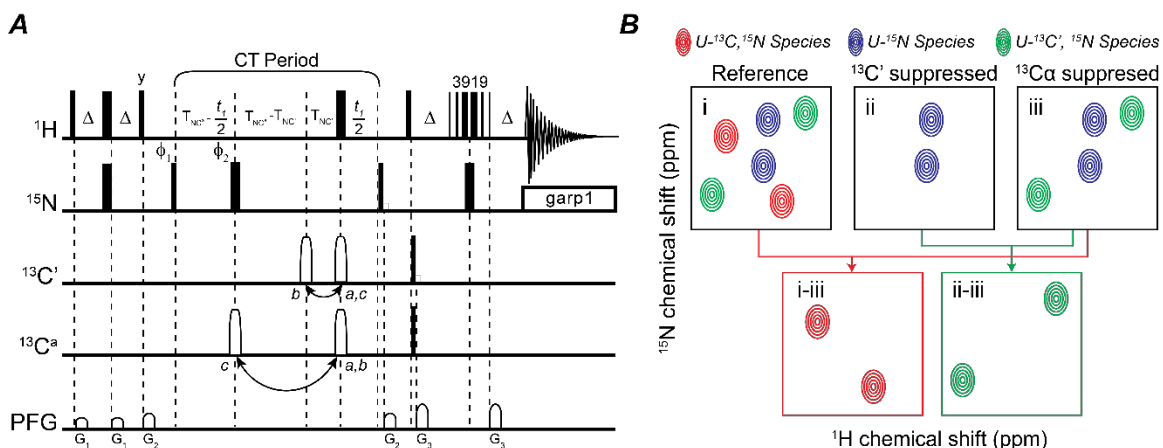 A
CT Period
y
3919
¹H
Δ
Δ
T_NC' - t₁/2
T_NC' -T_NC'
T_NC'
t₁/2
Δ
Δ
ϕ₁
ϕ₂
¹⁵N
garp1
¹³C'
b
a,c
¹³Cᵃ
c
a,b
PFG
G₁
G₁
G₂
G₂
G₃
G₃
B
U-¹³C,¹⁵N Species
U-¹⁵N Species
U-¹³C', ¹⁵N Species
Reference
¹³C' suppressed
¹³Cα suppresed
i
ii
iii
i-iii
ii-iii
¹⁵N chemical shift (ppm)
¹H chemical shift (ppm)